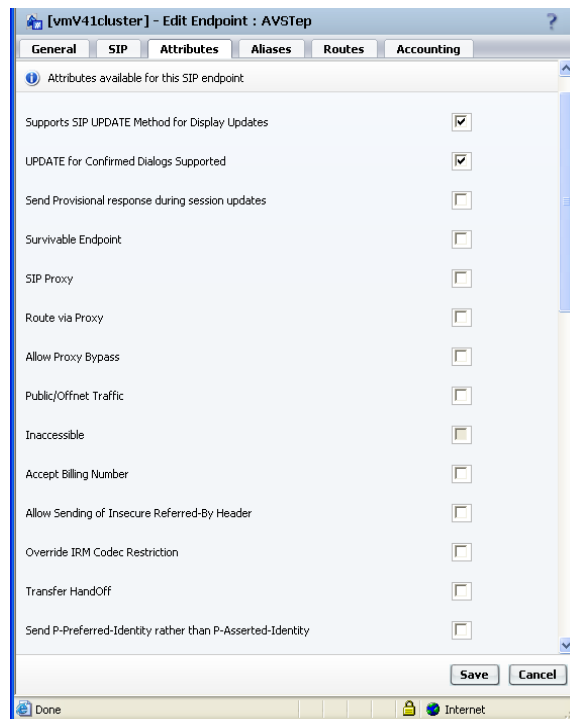 [vmV41cluster] - Edit Endpoint : AVSTep
?
General SIP Attributes Aliases Routes Accounting
Attributes available for this SIP endpoint
Supports SIP UPDATE Method for Display Updates
UPDATE for Confirmed Dialogs Supported
Send Provisional response during session updates
Survivable Endpoint
SIP Proxy
Route via Proxy
Allow Proxy Bypass
Public/Offnet Traffic
Inaccessible
Accept Billing Number
Allow Sending of Insecure Referred-By Header
Override IRM Codec Restriction
Transfer HandOff
Send P-Preferred-Identity rather than P-Asserted-Identity
Save Cancel
Done Internet